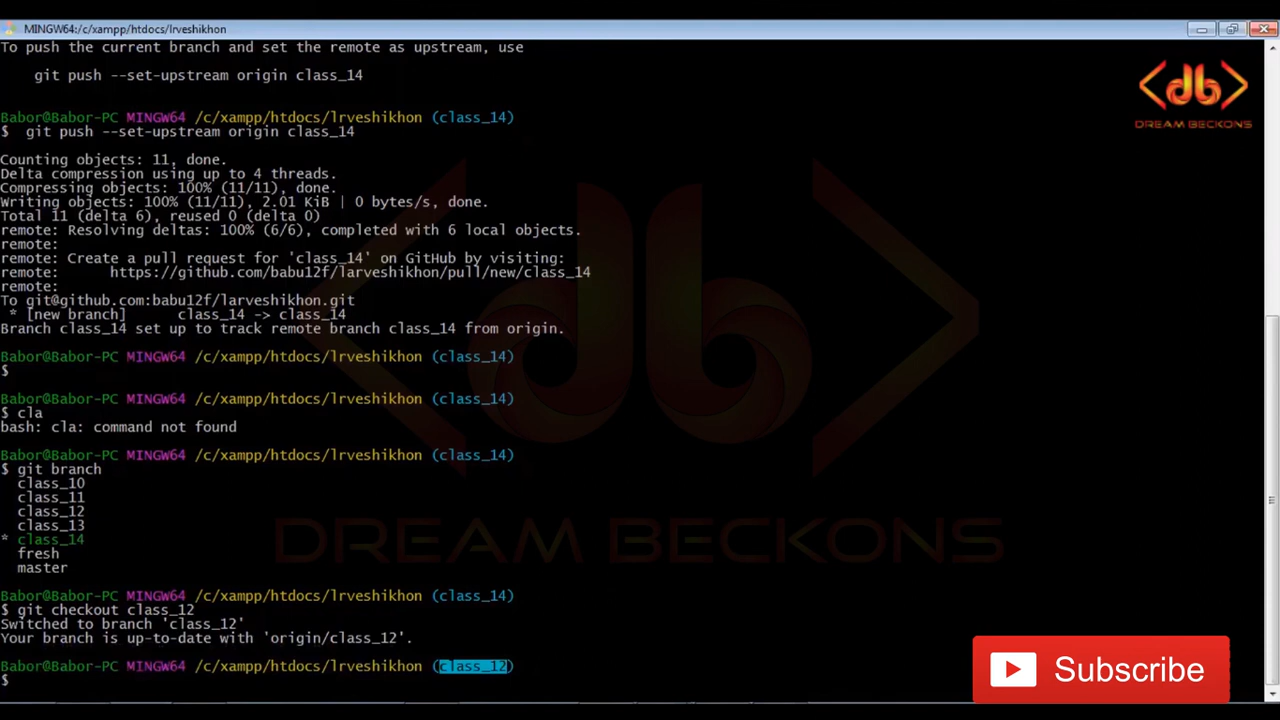 MINGW64:/c/xampp/htdocs/lrveshikhon
To push the current branch and set the remote as upstream, use
git push --set-upstream origin class_14
Babor@Babor-PC MINGW64 /c/xampp/htdocs/lrveshikhon (class_14)
$ git push --set-upstream origin class_14
Counting objects: 11, done.
Delta compression using up to 4 threads.
Compressing objects: 100% (11/11), done.
Writing objects: 100% (11/11), 2.01 KiB | 0 bytes/s, done.
Total 11 (delta 6), reused 0 (delta 0)
remote: Resolving deltas: 100% (6/6), completed with 6 local objects.
remote:
remote: Create a pull request for 'class_14' on GitHub by visiting:
remote: https://github.com/babu12f/larveshikhon/pull/new/class_14
remote:
To git@github.com:babu12f/larveshikhon.git
* [new branch] class_14 -> class_14
Branch class_14 set up to track remote branch class_14 from origin.
Babor@Babor-PC MINGW64 /c/xampp/htdocs/lrveshikhon (class_14)
$
Babor@Babor-PC MINGW64 /c/xampp/htdocs/lrveshikhon (class_14)
$ cla
bash: cla: command not found
Babor@Babor-PC MINGW64 /c/xampp/htdocs/lrveshikhon (class_14)
$ git branch
class_10
class_11
class_12
class_13
* class_14
fresh
master
Babor@Babor-PC MINGW64 /c/xampp/htdocs/lrveshikhon (class_14)
$ git checkout class_12
Switched to branch 'class_12'
Your branch is up-to-date with 'origin/class_12'.
Babor@Babor-PC MINGW64 /c/xampp/htdocs/lrveshikhon (class_12)
$
db
DREAM BECKONS
db
DREAM BECKONS
Subscribe